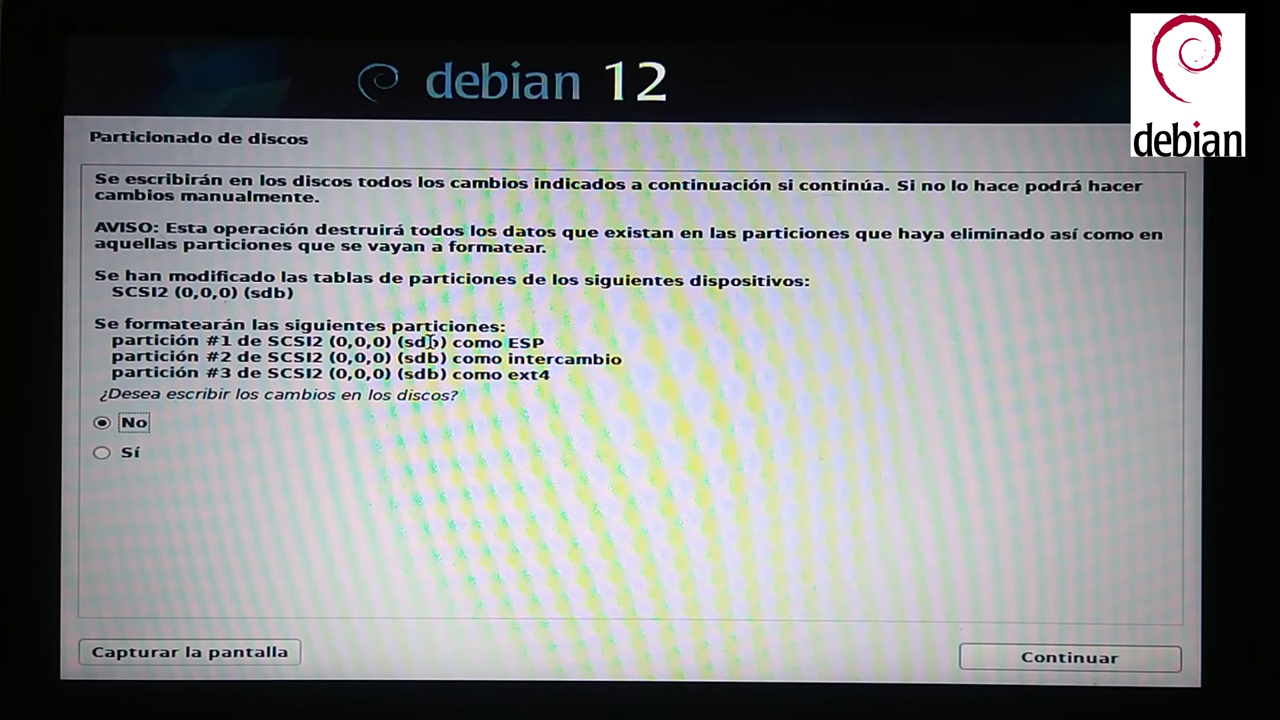 debian 12
debian
Particionado de discos
Se escribirán en los discos todos los cambios indicados a continuación si continúa. Si no lo hace podrá hacer
cambios manualmente.
AVISO: Esta operación destruirá todos los datos que existan en las particiones que haya eliminado así como en
aquellas particiones que se vayan a formatear.
Se han modificado las tablas de particiones de los siguientes dispositivos:
SCSI2 (0,0,0) (sdb)
Se formatearán las siguientes particiones:
partición #1 de SCSI2 (0,0,0) (sdb) como ESP
partición #2 de SCSI2 (0,0,0) (sdb) como intercambio
partición #3 de SCSI2 (0,0,0) (sdb) como ext4
¿Desea escribir los cambios en los discos?
No
Sí
Capturar la pantalla
Continuar